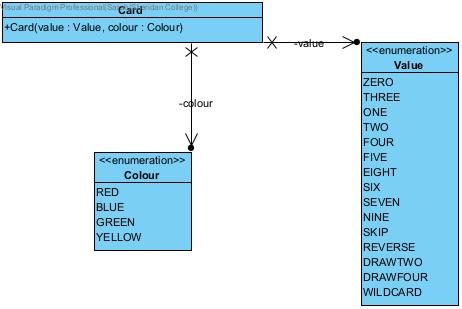 Visual Paradigm Professional(Sheridan College)
Card
+Card(value : Value, colour : Colour)
-value
-colour
<<enumeration>>
Value
ZERO
THREE
ONE
TWO
FOUR
FIVE
EIGHT
SIX
SEVEN
NINE
SKIP
REVERSE
DRAWTWO
DRAWFOUR
WILDCARD
<<enumeration>>
Colour
RED
BLUE
GREEN
YELLOW